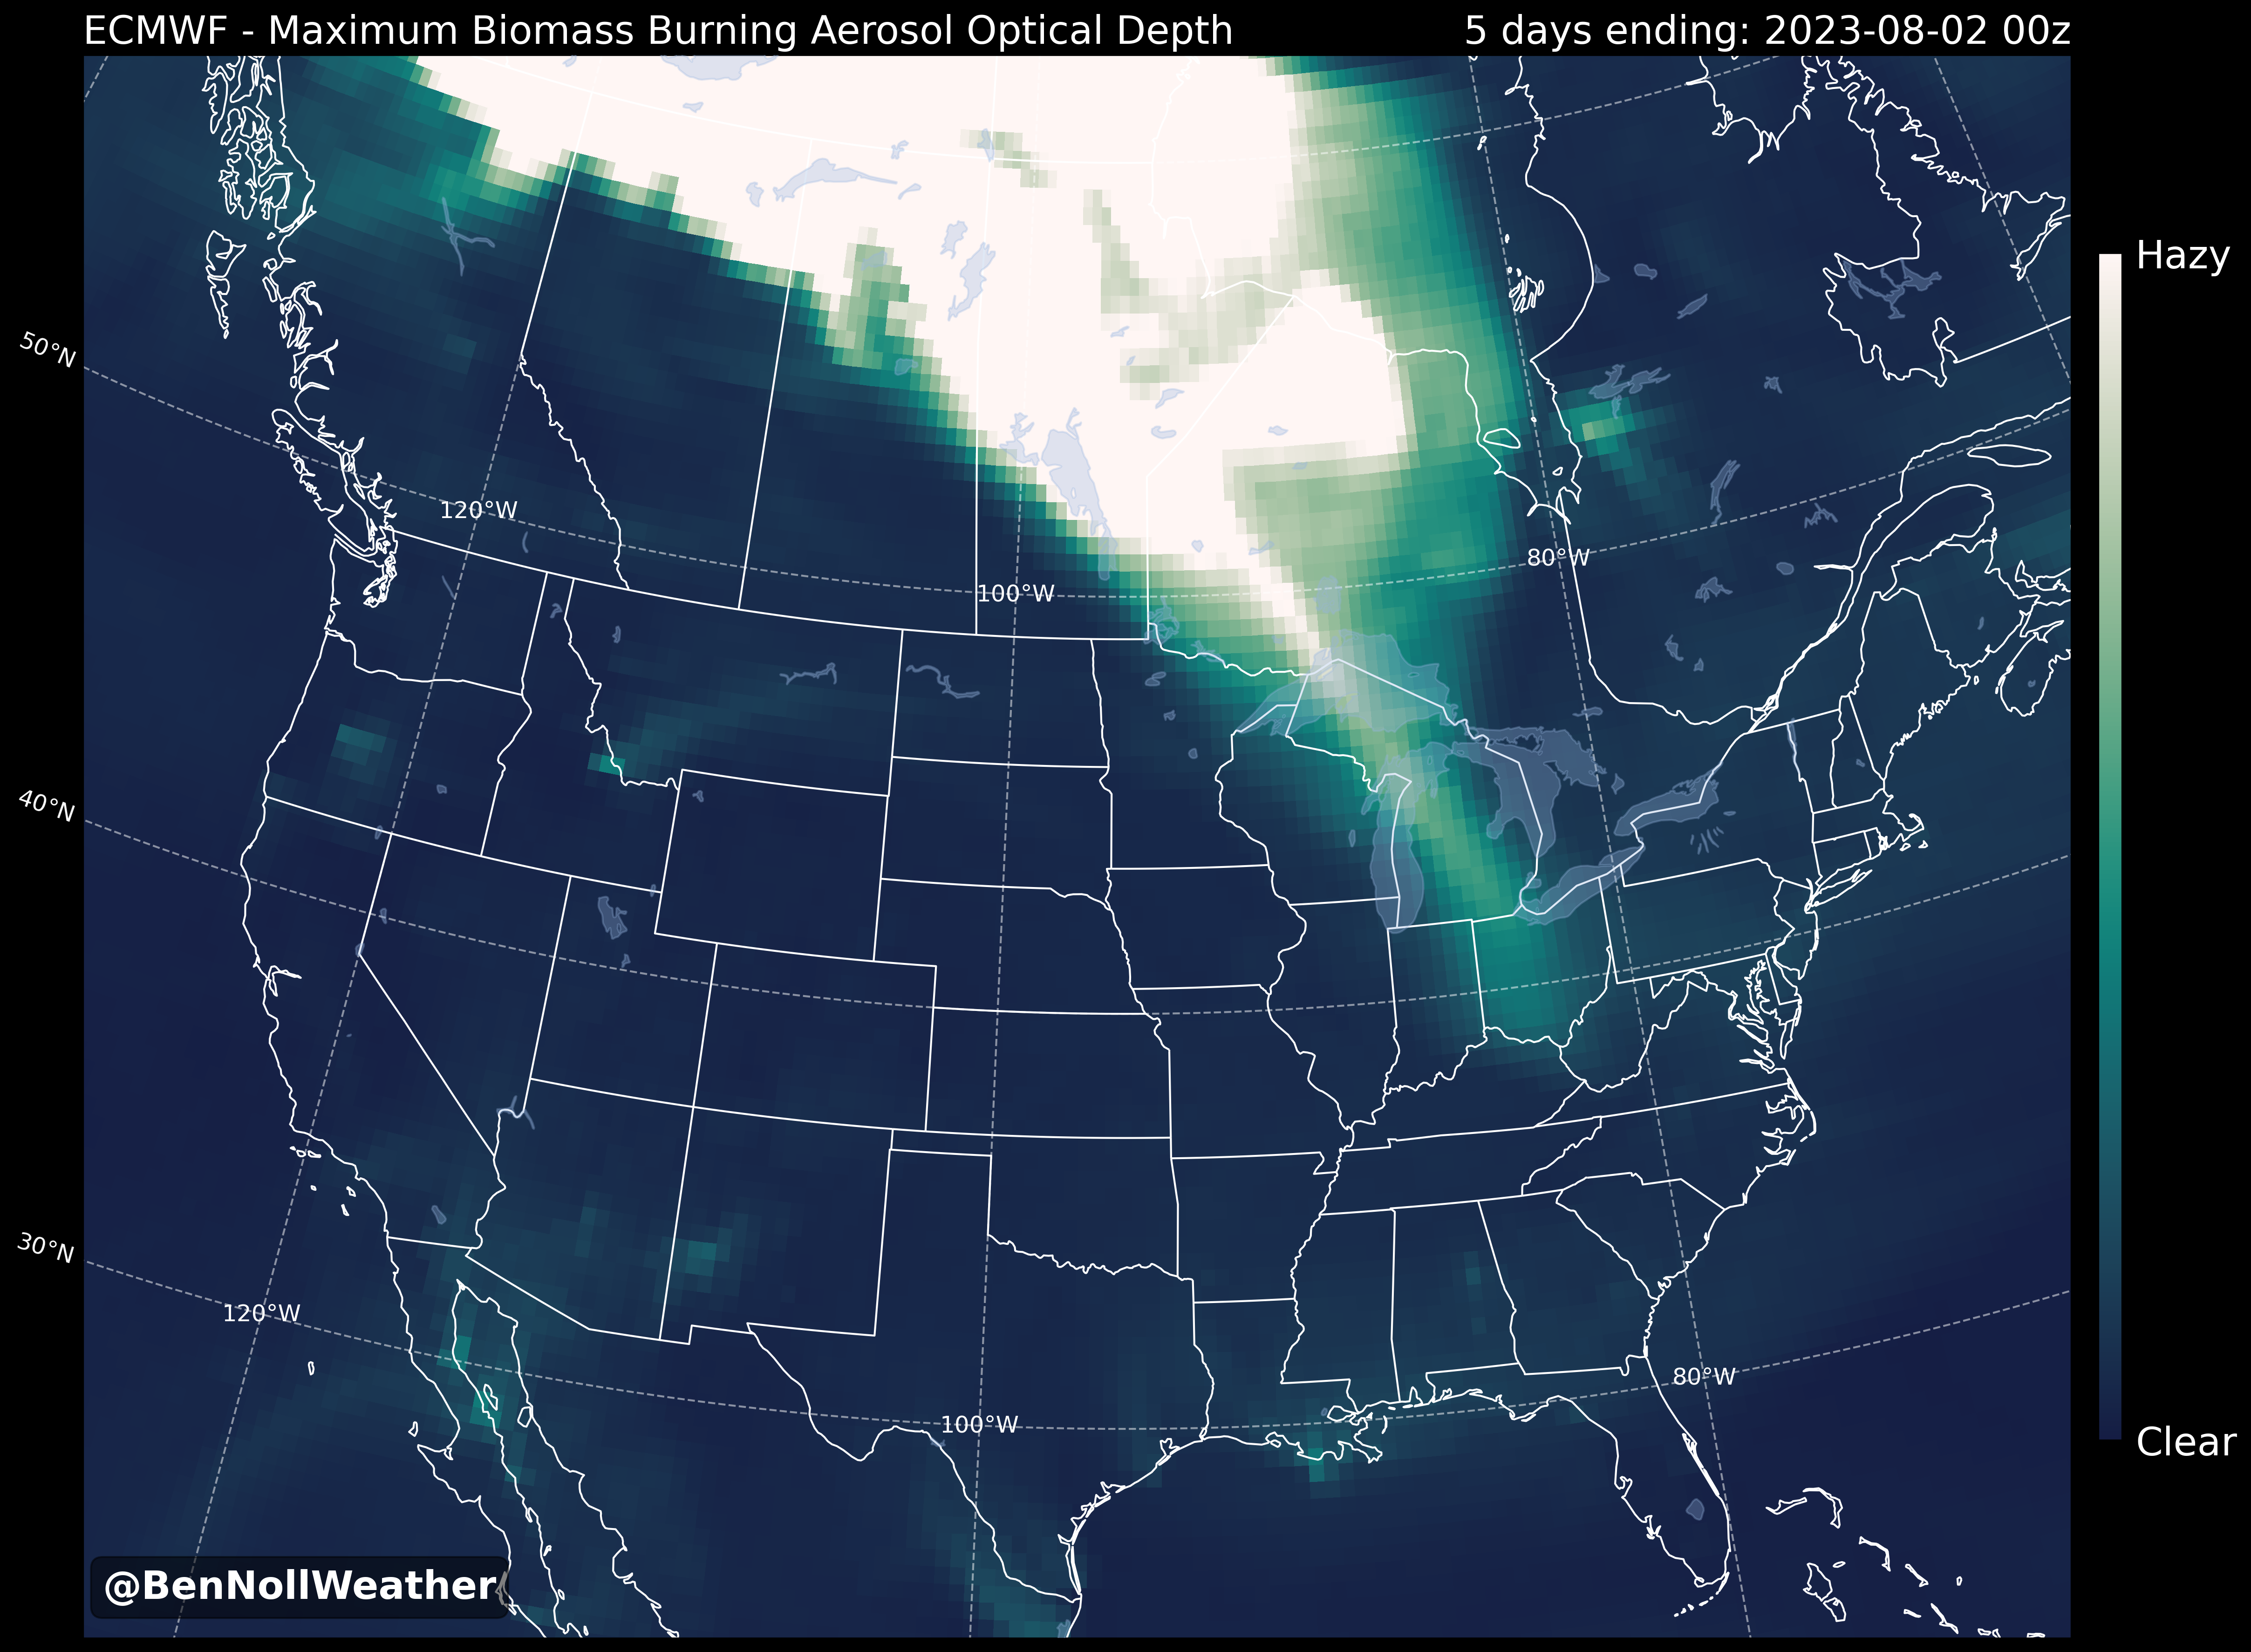 ECMWF - Maximum Biomass Burning Aerosol Optical Depth
5 days ending: 2023-08-02 00z
Hazy
50°N
120°W
80°W
100°W
40°N
30°N
120°W
80°W
100°W
Clear
@BenNollWeather